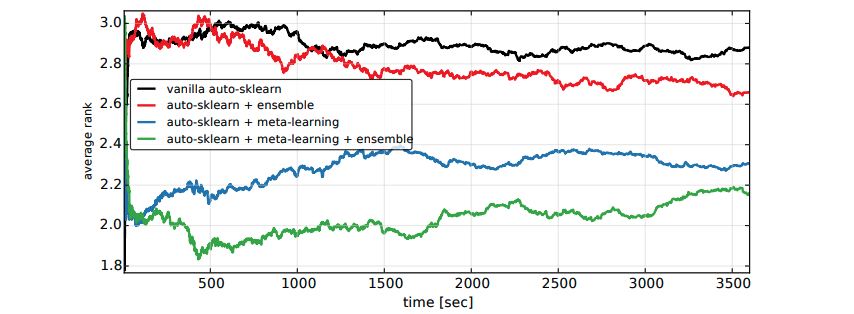 3.0
2.8
2.6
2.4
2.2
2.0
1.8
average rank
vanilla auto-sklearn
auto-sklearn + ensemble
auto-sklearn + meta-learning
auto-sklearn + meta-learning + ensemble
500 1000 1500 2000 2500 3000 3500
time [sec]